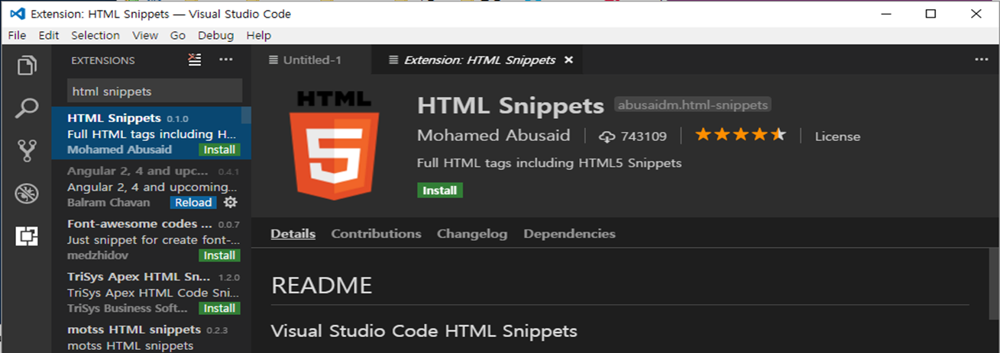 Extension: HTML Snippets — Visual Studio Code
File Edit Selection View Go Debug Help
EXTENSIONS
html snippets
HTML Snippets 0.1.0
Full HTML tags including H...
Mohamed Abusaid Install
Angular 2, 4 and upc... 0.4.1
Angular 2, 4 and upcoming...
Balram Chavan Reload
Font-awesome codes ... 0.0.7
Just snippet for create font-...
medzhidov Install
TriSys Apex HTML Sn... 1.2.0
TriSys Apex HTML Code Sni...
TriSys Business Soft... Install
motss HTML snippets 0.2.3
motss HTML snippets
Untitled-1 Extension: HTML Snippets
HTML
5
HTML Snippets abusaidm.html-snippets
Mohamed Abusaid 743109 License
Full HTML tags including HTML5 Snippets
Install
Details Contributions Changelog Dependencies
README
Visual Studio Code HTML Snippets